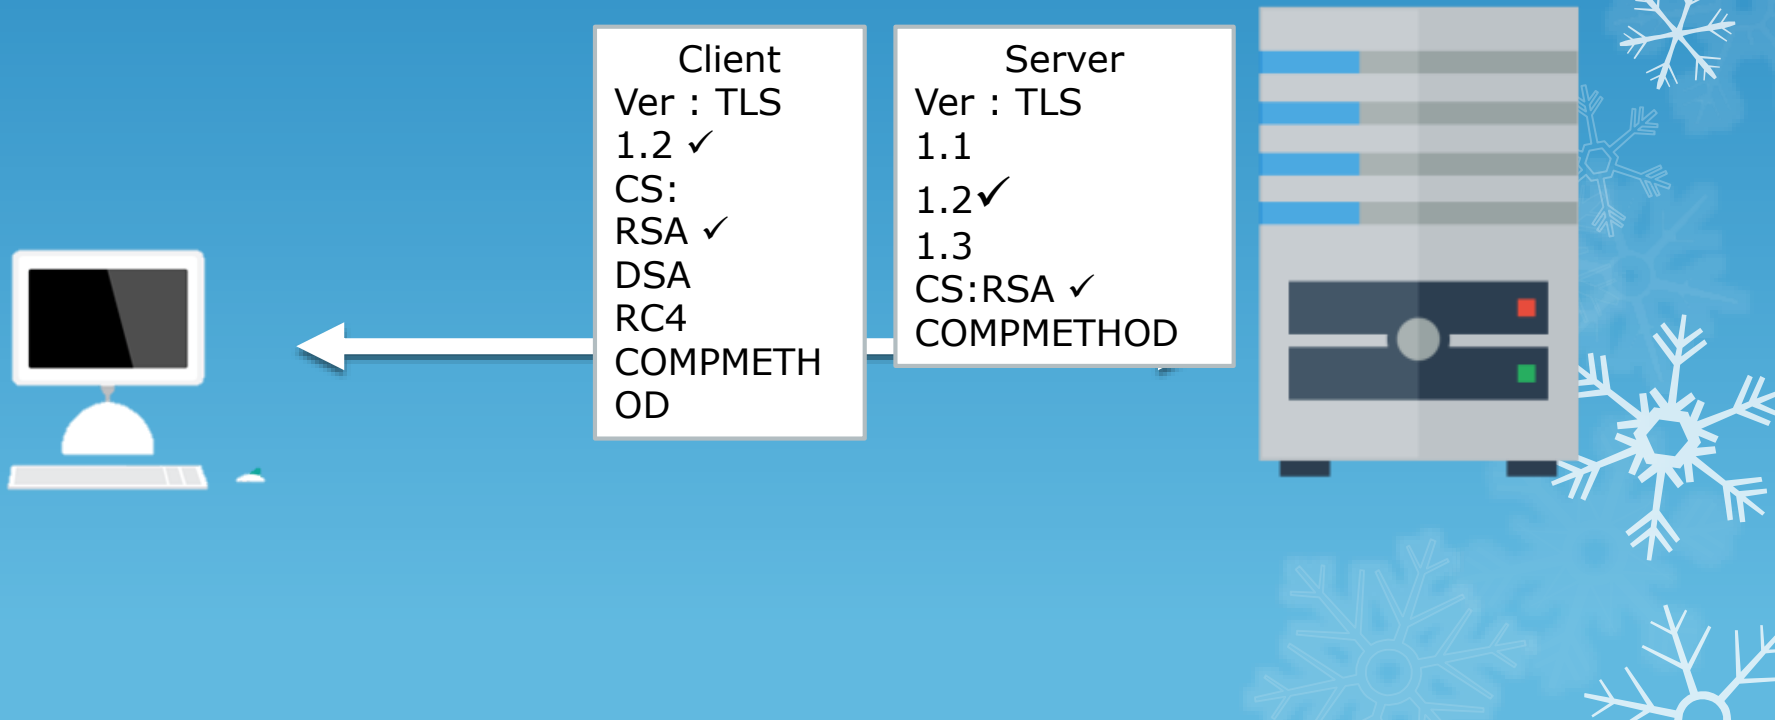 Client
Ver : TLS
1.2 ✓
CS:
RSA ✓
DSA
RC4
COMPMETH
OD
Server
Ver : TLS
1.1
1.2✓
1.3
CS:RSA ✓
COMPMETHOD